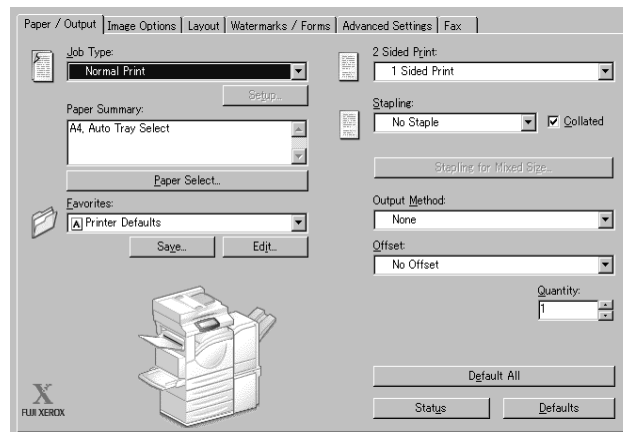 Paper / Output Image Options Layout Watermarks / Forms Advanced Settings Fax
Job Type:
Normal Print
Setup...
Paper Summary:
A4, Auto Tray Select
Paper Select...
Favorites:
A Printer Defaults
Save... Edit...
X
FUJI XEROX
2 Sided Print:
1 Sided Print
Stapling:
No Staple Collated
Stapling for Mixed Size...
Output Method:
None
Offset:
No Offset
Quantity:
1
Default All
Status Defaults